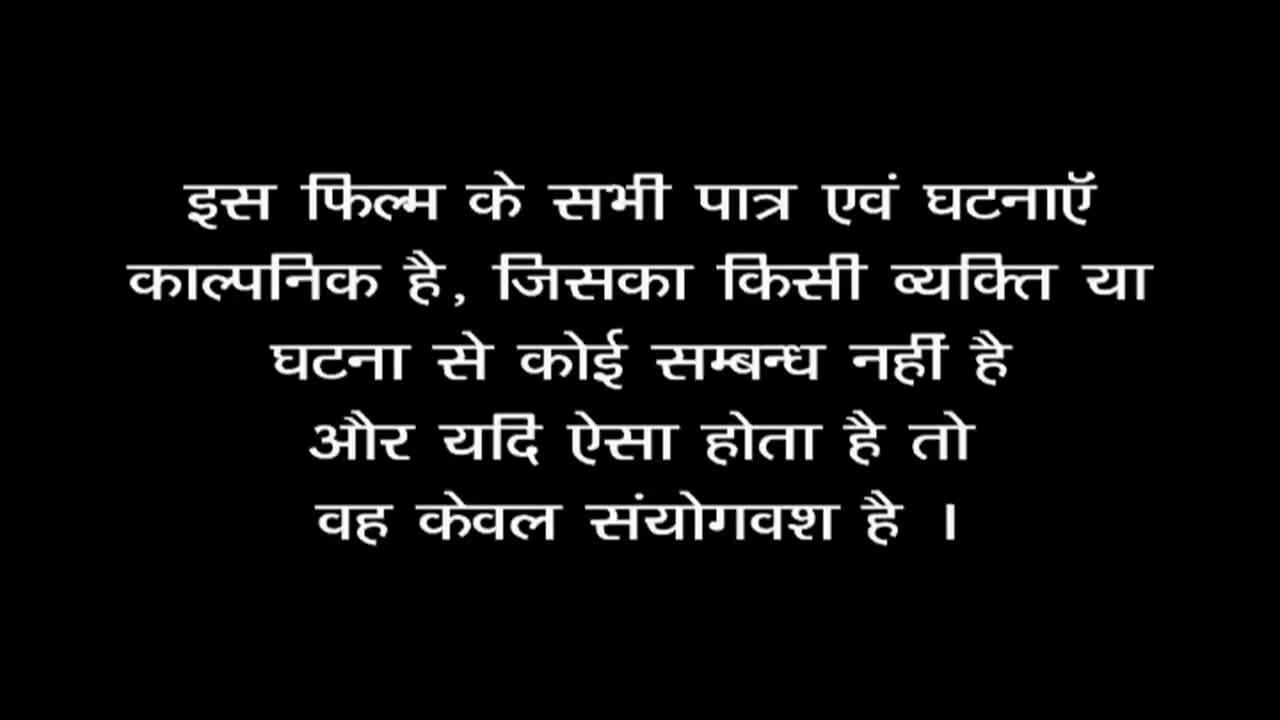 इस फिल्म के सभी पात्र एवं घटनाऍ
काल्पनिक है, जिसका किसी व्यक्ति या
घटना से कोई सम्बन्ध नहीं है
और यदि ऐसा होता है तो
वह केवल संयोगवश है ।